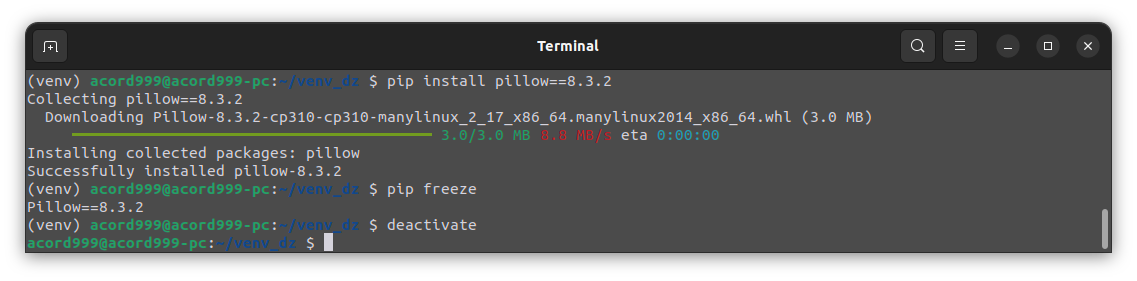 Terminal
(venv) acord999@acord999-pc:~/venv_dz $ pip install pillow==8.3.2
Collecting pillow==8.3.2
  Downloading Pillow-8.3.2-cp310-cp310-manylinux_2_17_x86_64.manylinux2014_x86_64.whl (3.0 MB)
3.0/3.0 MB 8.8 MB/s eta 0:00:00
Installing collected packages: pillow
Successfully installed pillow-8.3.2
(venv) acord999@acord999-pc:~/venv_dz $ pip freeze
Pillow==8.3.2
(venv) acord999@acord999-pc:~/venv_dz $ deactivate
acord999@acord999-pc:~/venv_dz $